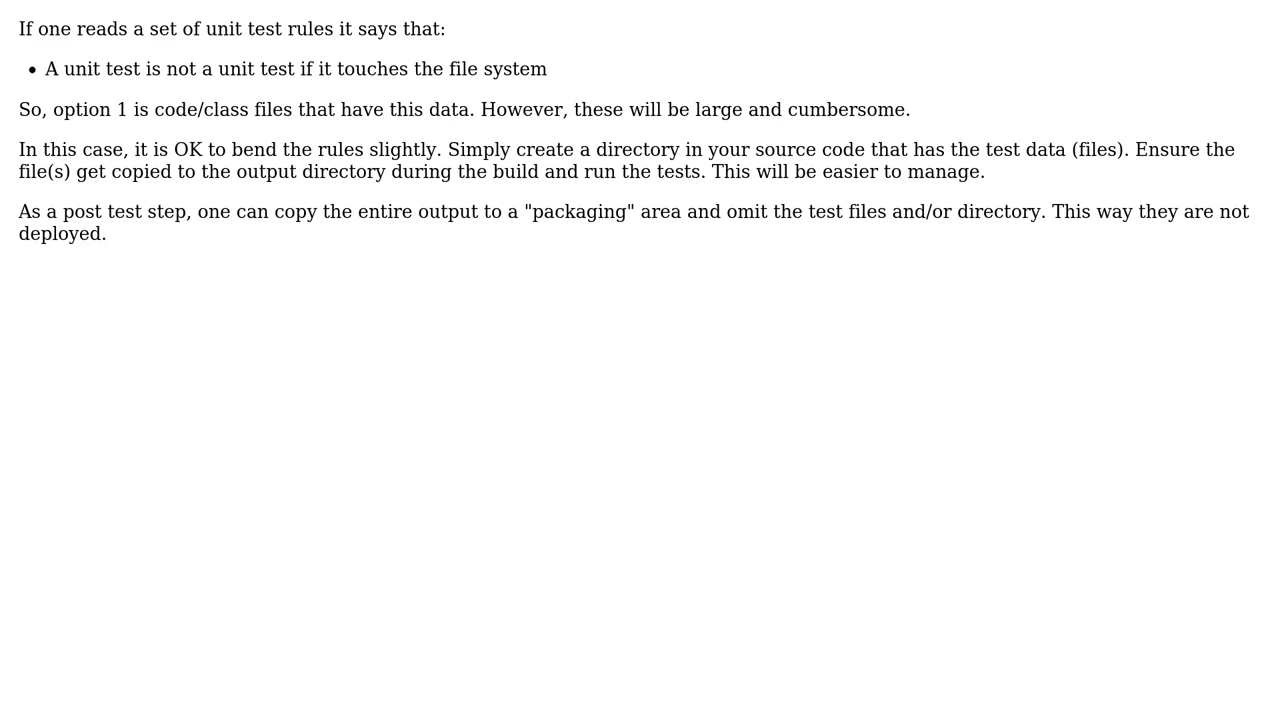 If one reads a set of unit test rules it says that:
• A unit test is not a unit test if it touches the file system
So, option 1 is code/class files that have this data. However, these will be large and cumbersome.
In this case, it is OK to bend the rules slightly. Simply create a directory in your source code that has the test data (files). Ensure the
file(s) get copied to the output directory during the build and run the tests. This will be easier to manage.
As a post test step, one can copy the entire output to a "packaging" area and omit the test files and/or directory. This way they are not
deployed.